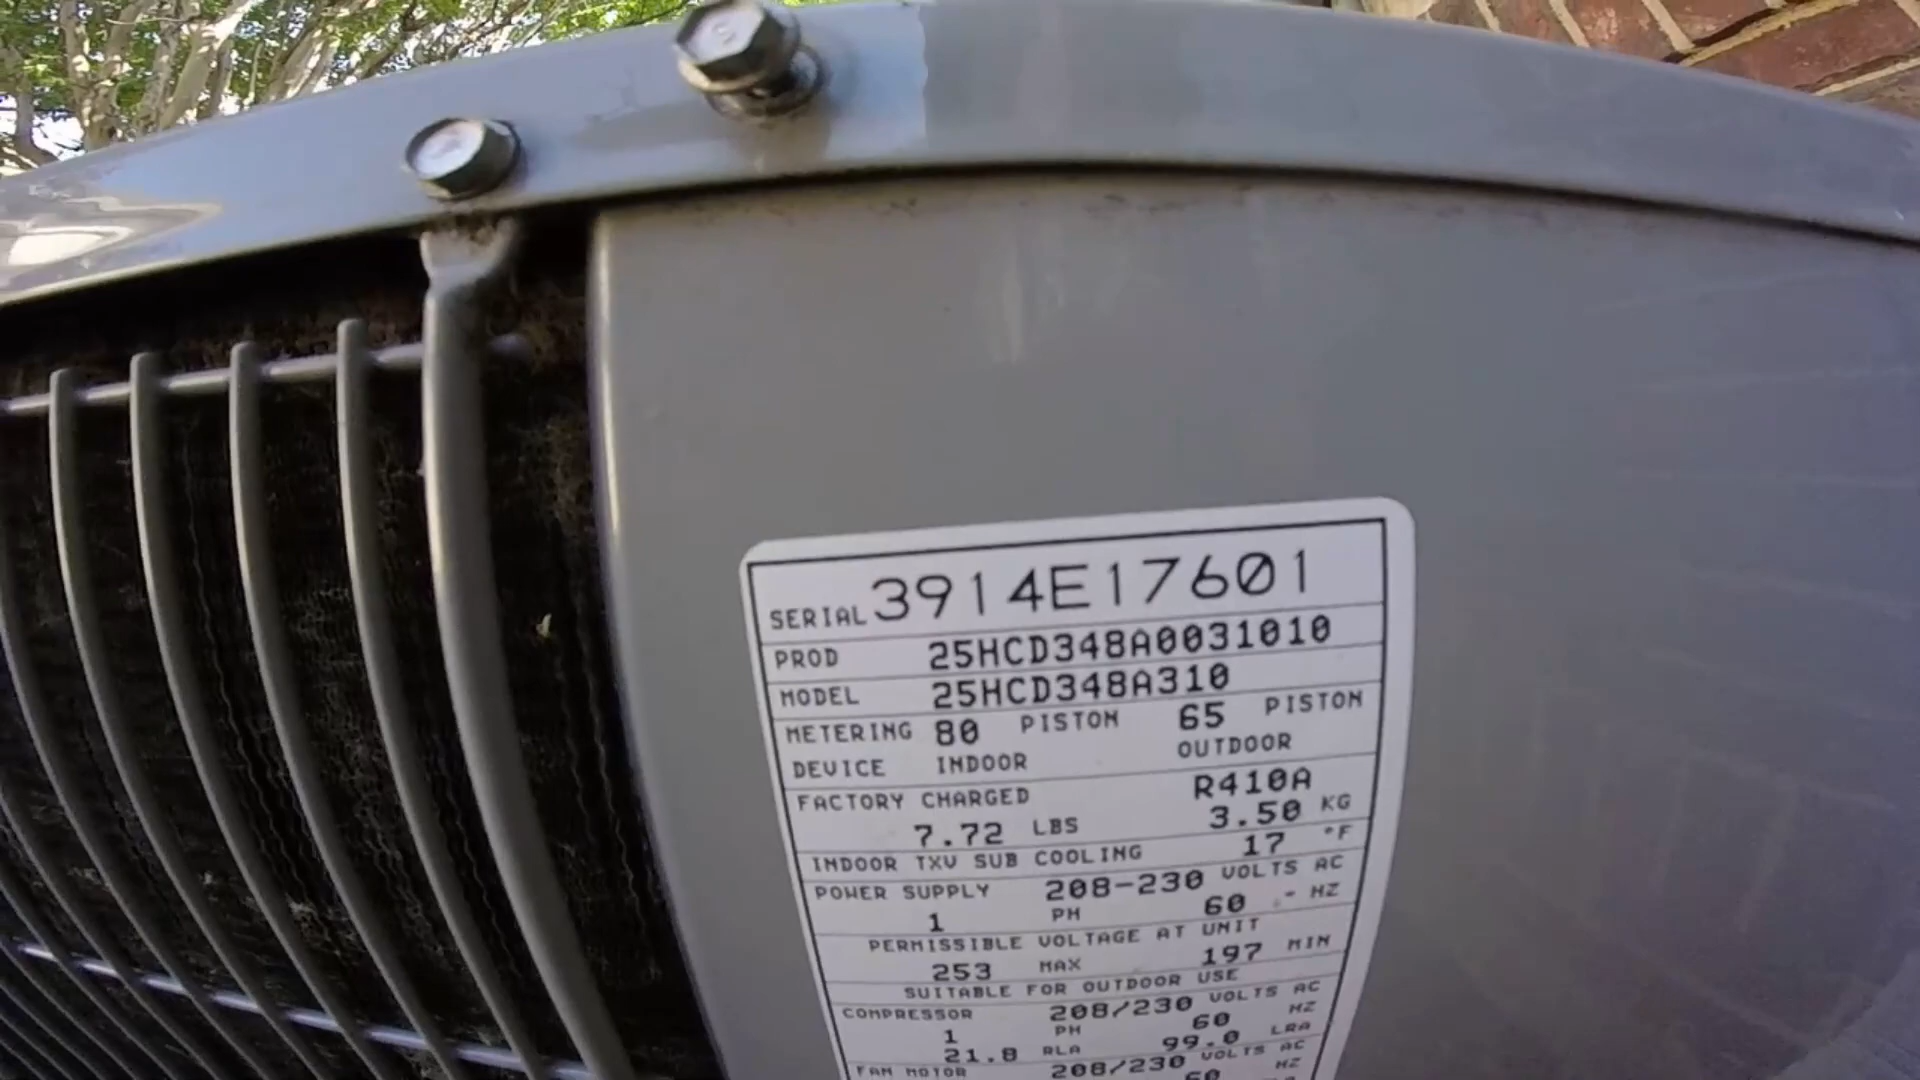 SERIAL 3914E17601
PROD 25HCD348A0031010
MODEL 25HCD348A310
METERING 80 PISTON 65 PISTON
DEVICE INDOOR OUTDOOR
FACTORY CHARGED R410A
7.72 LBS 3.50 KG
INDOOR TXV SUB COOLING 17 °F
POWER SUPPLY 208-230 VOLTS AC
1 PH 60 HZ
PERMISSIBLE VOLTAGE AT UNIT
253 MAX 197 MIN
SUITABLE FOR OUTDOOR USE
COMPRESSOR 208/230 VOLTS AC
1 PH 60 HZ
21.8 RLA 99.0 LRA
FAN MOTOR 208/230 VOLTS AC
60 HZ